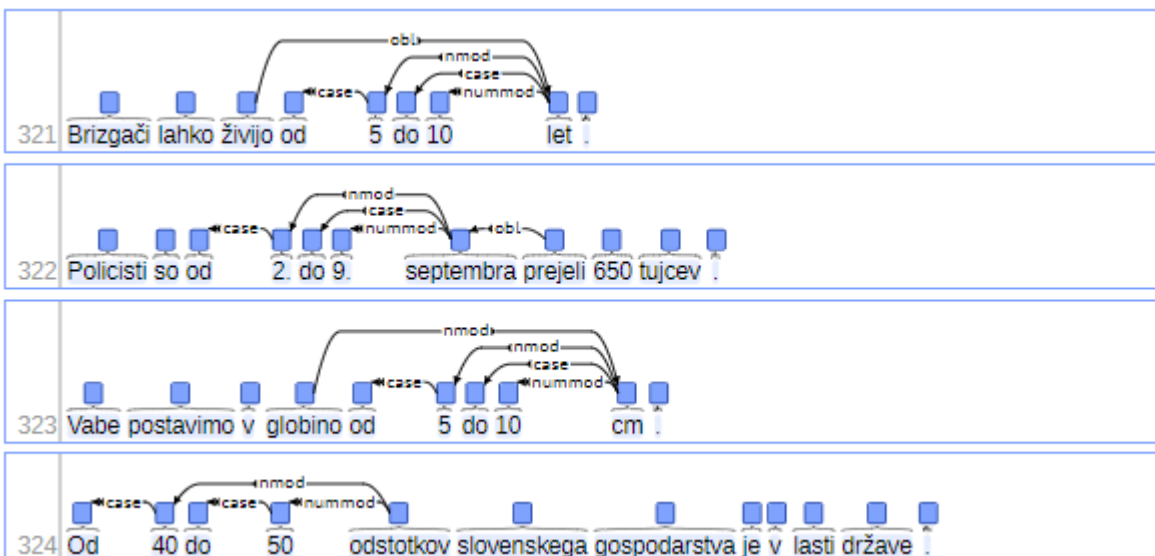 obl
nmod
case
case nummod
321 Brizgači lahko živijo od 5 do 10 let .
nmod
case
case nummod obl
322 Policisti so od 2. do 9. septembra prejeli 650 tujcev .
nmod
nmod
case
case nummod
323 Vabe postavimo v globino od 5 do 10 cm .
nmod
case case nummod
324 Od 40 do 50 odstotkov slovenskega gospodarstva je v lasti države .